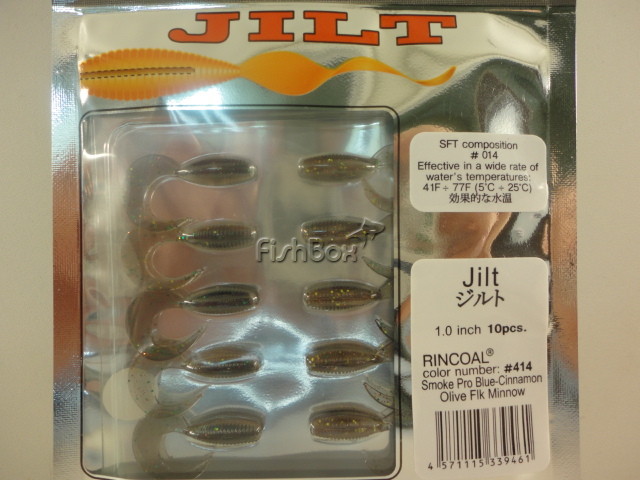 JILT
SFT composition
# 014
Effective in a wide rate of
water's temperatures:
41F ÷ 77F (5℃ ÷ 25℃)
効果的な水温
FishBox
Jilt
ジルト
1.0 inch 10pcs.
RINCOAL®
color number: #414
Smoke Pro Blue-Cinnamon
Olive Flk Minnow
4 571115 339461